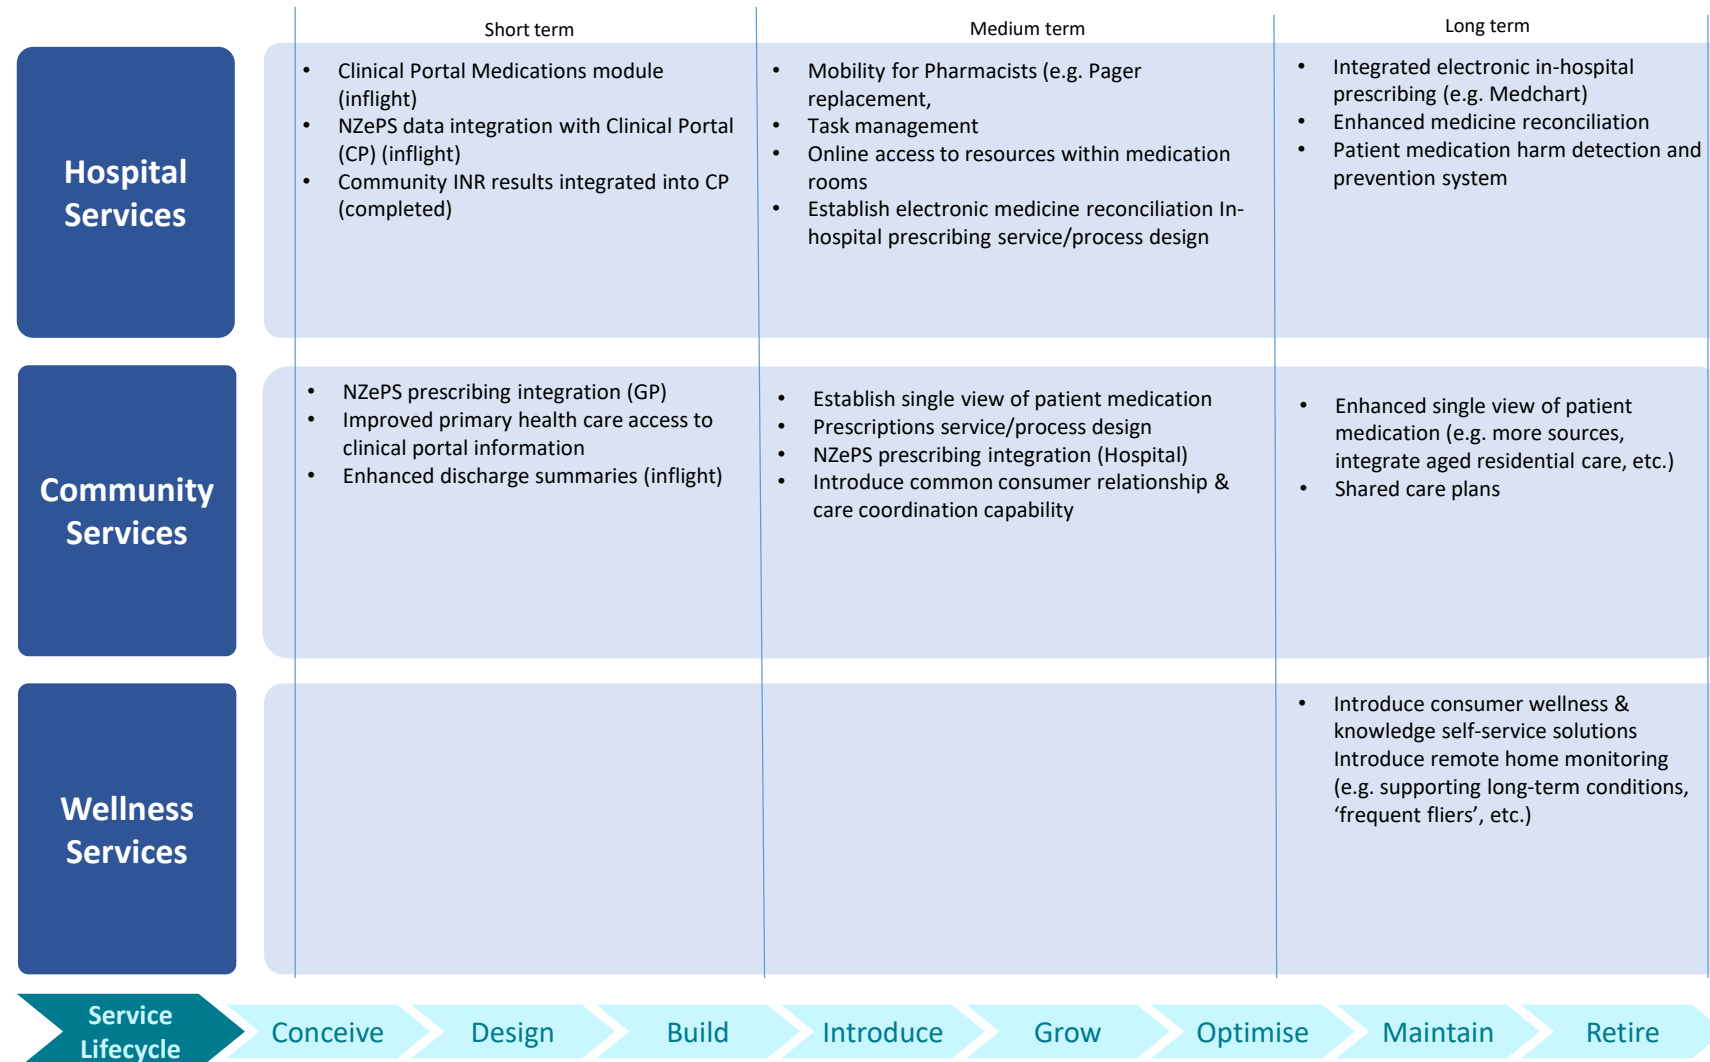 Short term
Medium term
Long term
Hospital
Services
• Clinical Portal Medications module
(inflight)
• NZePS data integration with Clinical Portal
(CP) (inflight)
• Community INR results integrated into CP
(completed)
• Mobility for Pharmacists (e.g. Pager
replacement,
• Task management
• Online access to resources within medication
rooms
• Establish electronic medicine reconciliation In-
hospital prescribing service/process design
• Integrated electronic in-hospital
prescribing (e.g. Medchart)
• Enhanced medicine reconciliation
• Patient medication harm detection and
prevention system
Community
Services
• NZePS prescribing integration (GP)
• Improved primary health care access to
clinical portal information
• Enhanced discharge summaries (inflight)
• Establish single view of patient medication
• Prescriptions service/process design
• NZePS prescribing integration (Hospital)
• Introduce common consumer relationship &
care coordination capability
• Enhanced single view of patient
medication (e.g. more sources,
integrate aged residential care, etc.)
• Shared care plans
Wellness
Services
• Introduce consumer wellness &
knowledge self-service solutions
Introduce remote home monitoring
(e.g. supporting long-term conditions,
‘frequent fliers’, etc.)
Service
Lifecycle
Conceive
Design
Build
Introduce
Grow
Optimise
Maintain
Retire